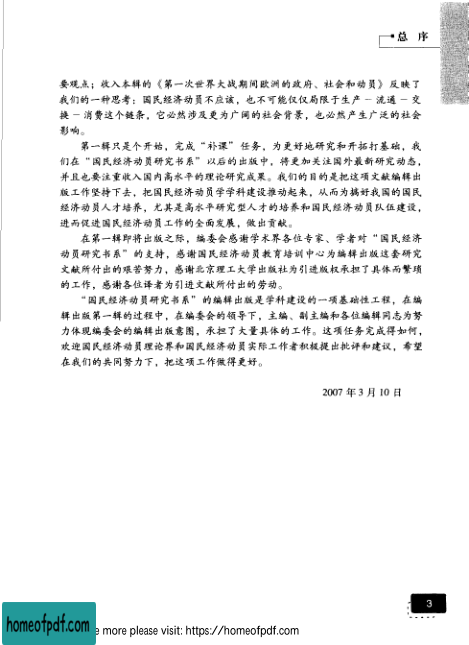 总 序
要观点；收入本辑的《第一次世界大战期间欧洲的政府、社会和动员》反映了
我们的一种思考：国民经济动员不应该，也不可能仅仅局限于生产－流通－交
换－消费这个链条，它必然涉及更为广阔的社会背景，也必然产生广泛的社会
影响。
第一辑只是个开始，完成“补课”任务，为更好地研究和开拓打基础，我
们在“国民经济动员研究书系”以后的出版中，将更加关注国外最新研究动态，
并且也要注重收入国内高水平的理论研究成果。我们的目的是把这项文献编辑出
版工作坚持下去，把国民经济动员学学科建设推动起来，从而为搞好我国的国民
经济动员人才培养，尤其是高水平研究型人才的培养和国民经济动员队伍建设，
进而促进国民经济动员工作的全面发展，做出贡献。
在第一辑即将出版之际，编委会感谢学术界各位专家、学者对“国民经济
动员研究书系”的支持，感谢国民经济动员教育培训中心为编辑出版这套研究
文献所付出的艰苦努力，感谢北京理工大学出版社为引进版权承担了具体而繁琐
的工作，感谢各位译者为引进文献所付出的劳动。
“国民经济动员研究书系”的编辑出版是学科建设的一项基础性工程，在编
辑出版第一辑的过程中，在编委会的领导下，主编、副主编和各位编辑同志为努
力体现编委会的编辑出版意图，承担了大量具体的工作。这项任务完成得如何，
欢迎国民经济动员理论界和国民经济动员实际工作者积极提出批评和建议，希望
在我们的共同努力下，把这项工作做得更好。
2007 年 3 月 10 日
3
homeofpdf.com
e more please visit: https://homeofpdf.com